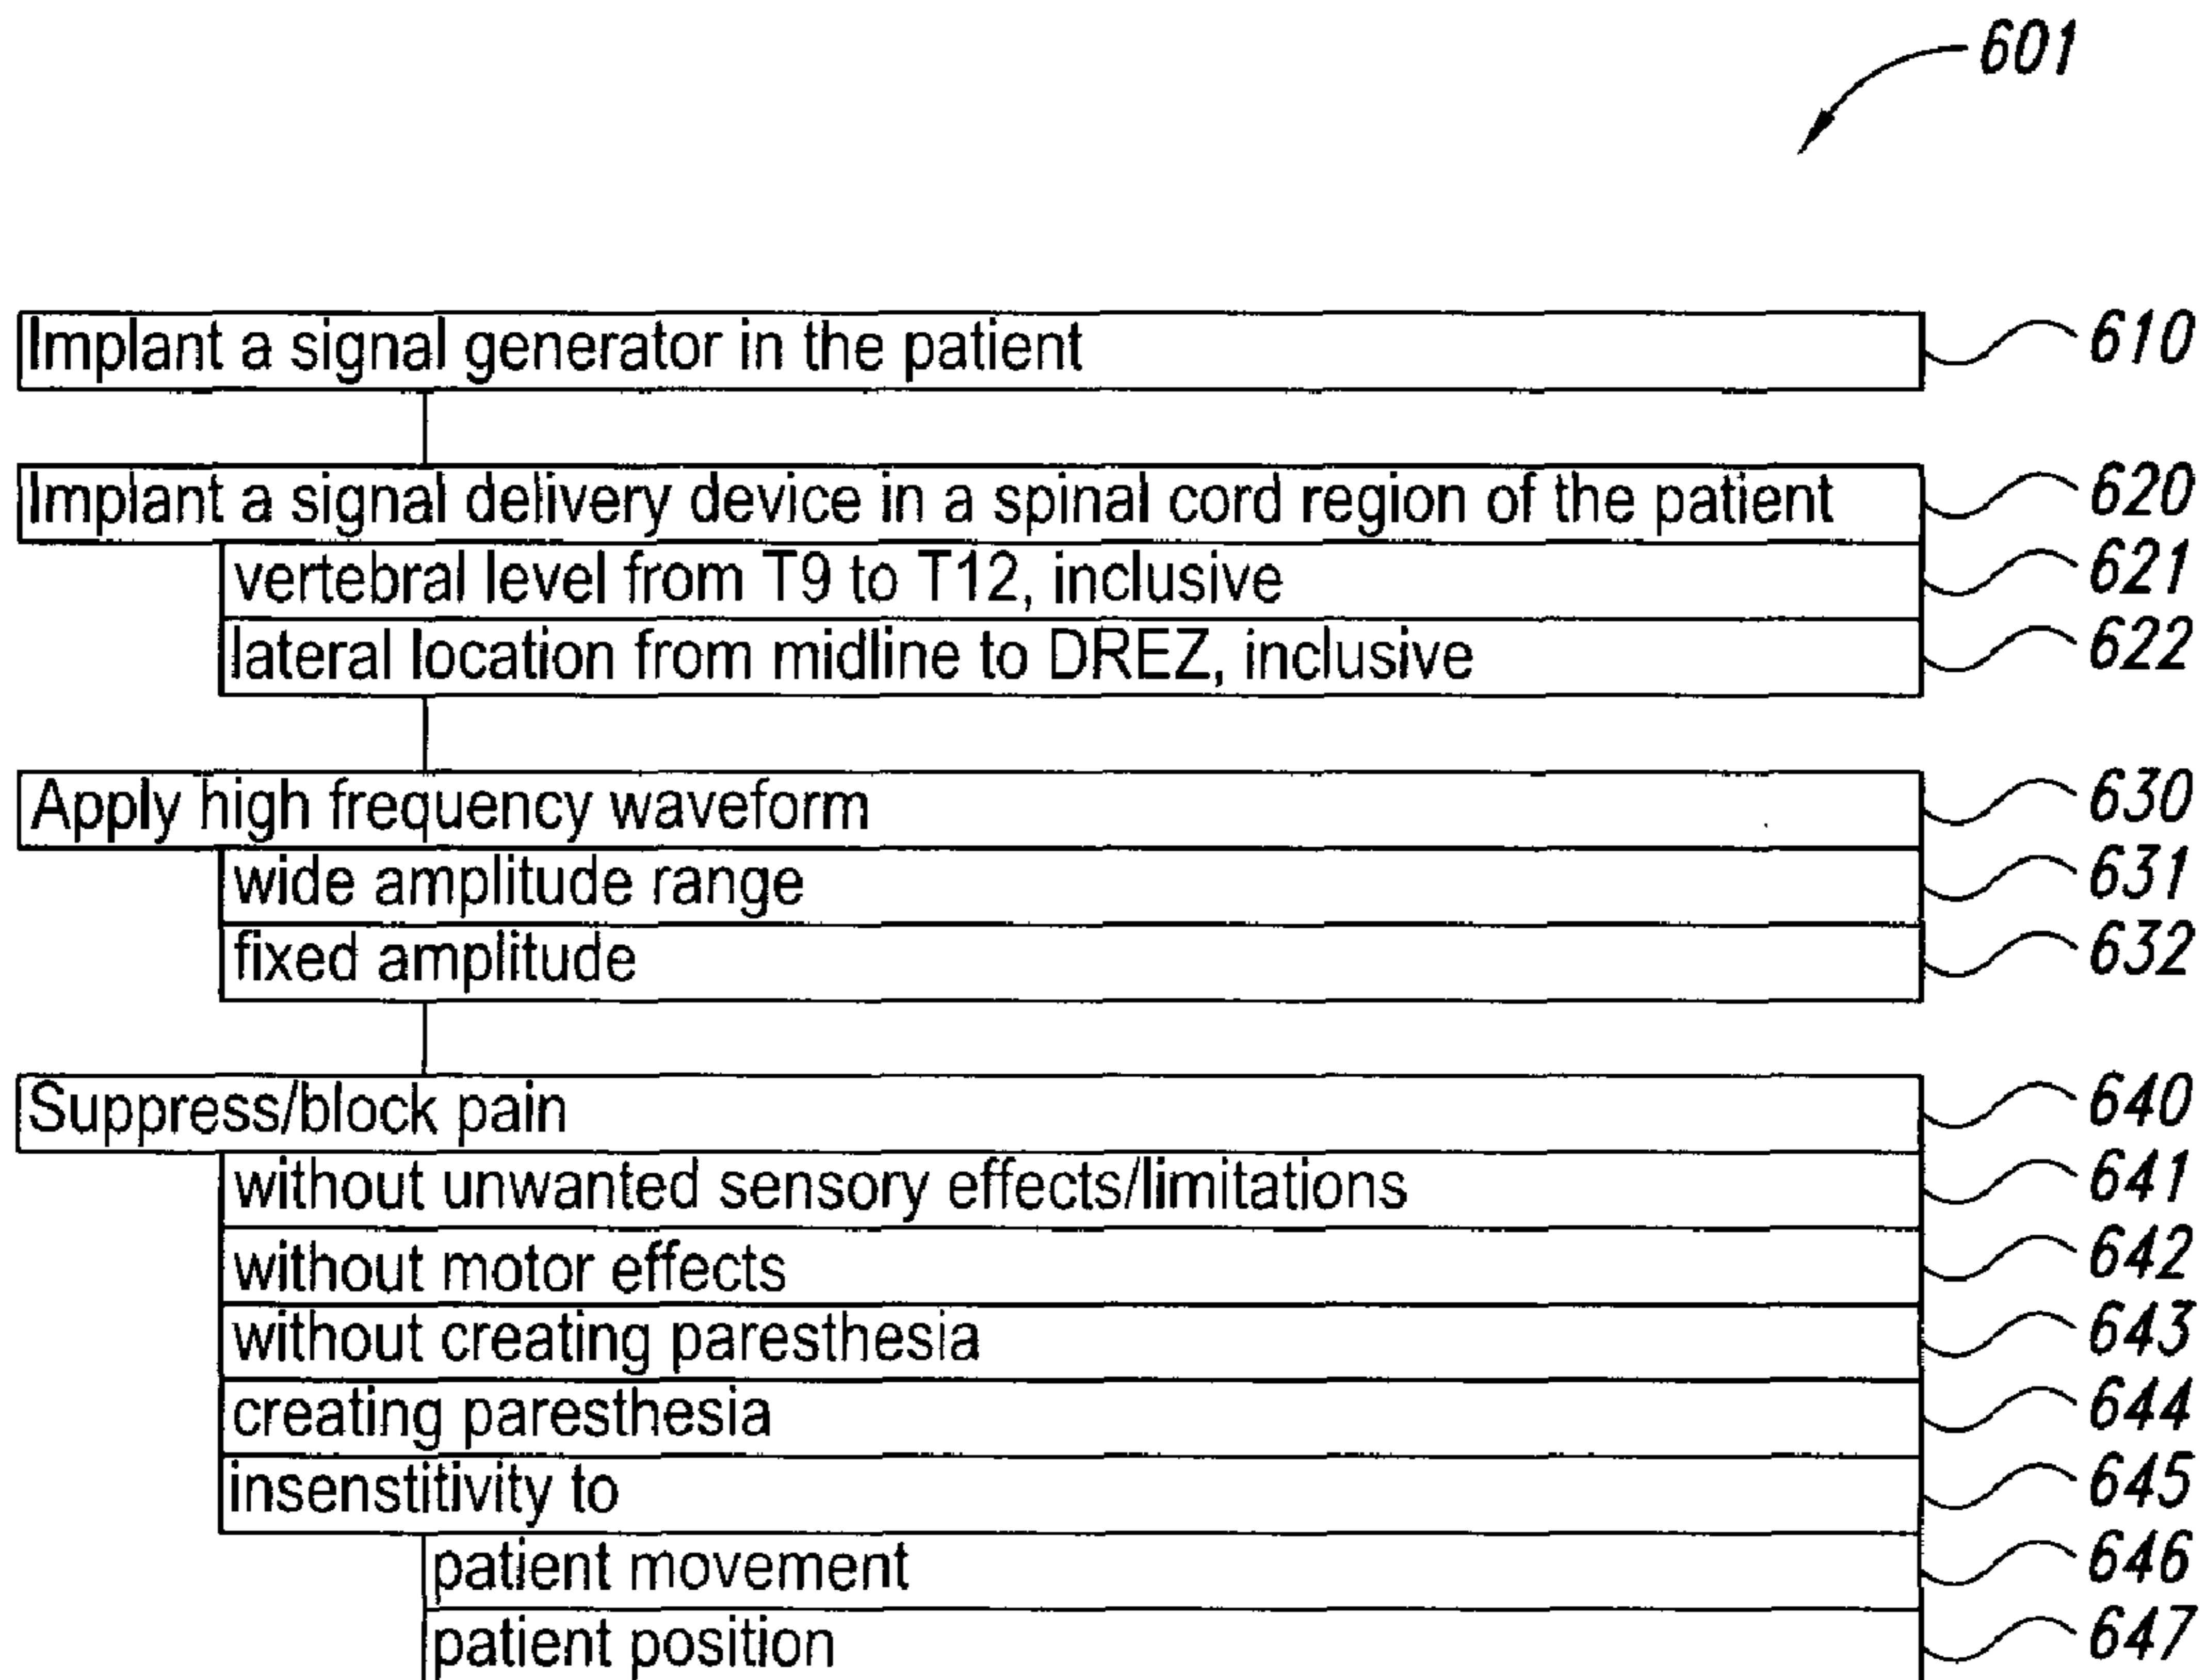 601
Implant a signal generator in the patient 610
Implant a signal delivery device in a spinal cord region of the patient 620
vertebral level from T9 to T12, inclusive 621
lateral location from midline to DREZ, inclusive 622
Apply high frequency waveform 630
wide amplitude range 631
fixed amplitude 632
Suppress/block pain 640
without unwanted sensory effects/limitations 641
without motor effects 642
without creating paresthesia 643
creating paresthesia 644
insenstitivity to 645
patient movement 646
patient position 647